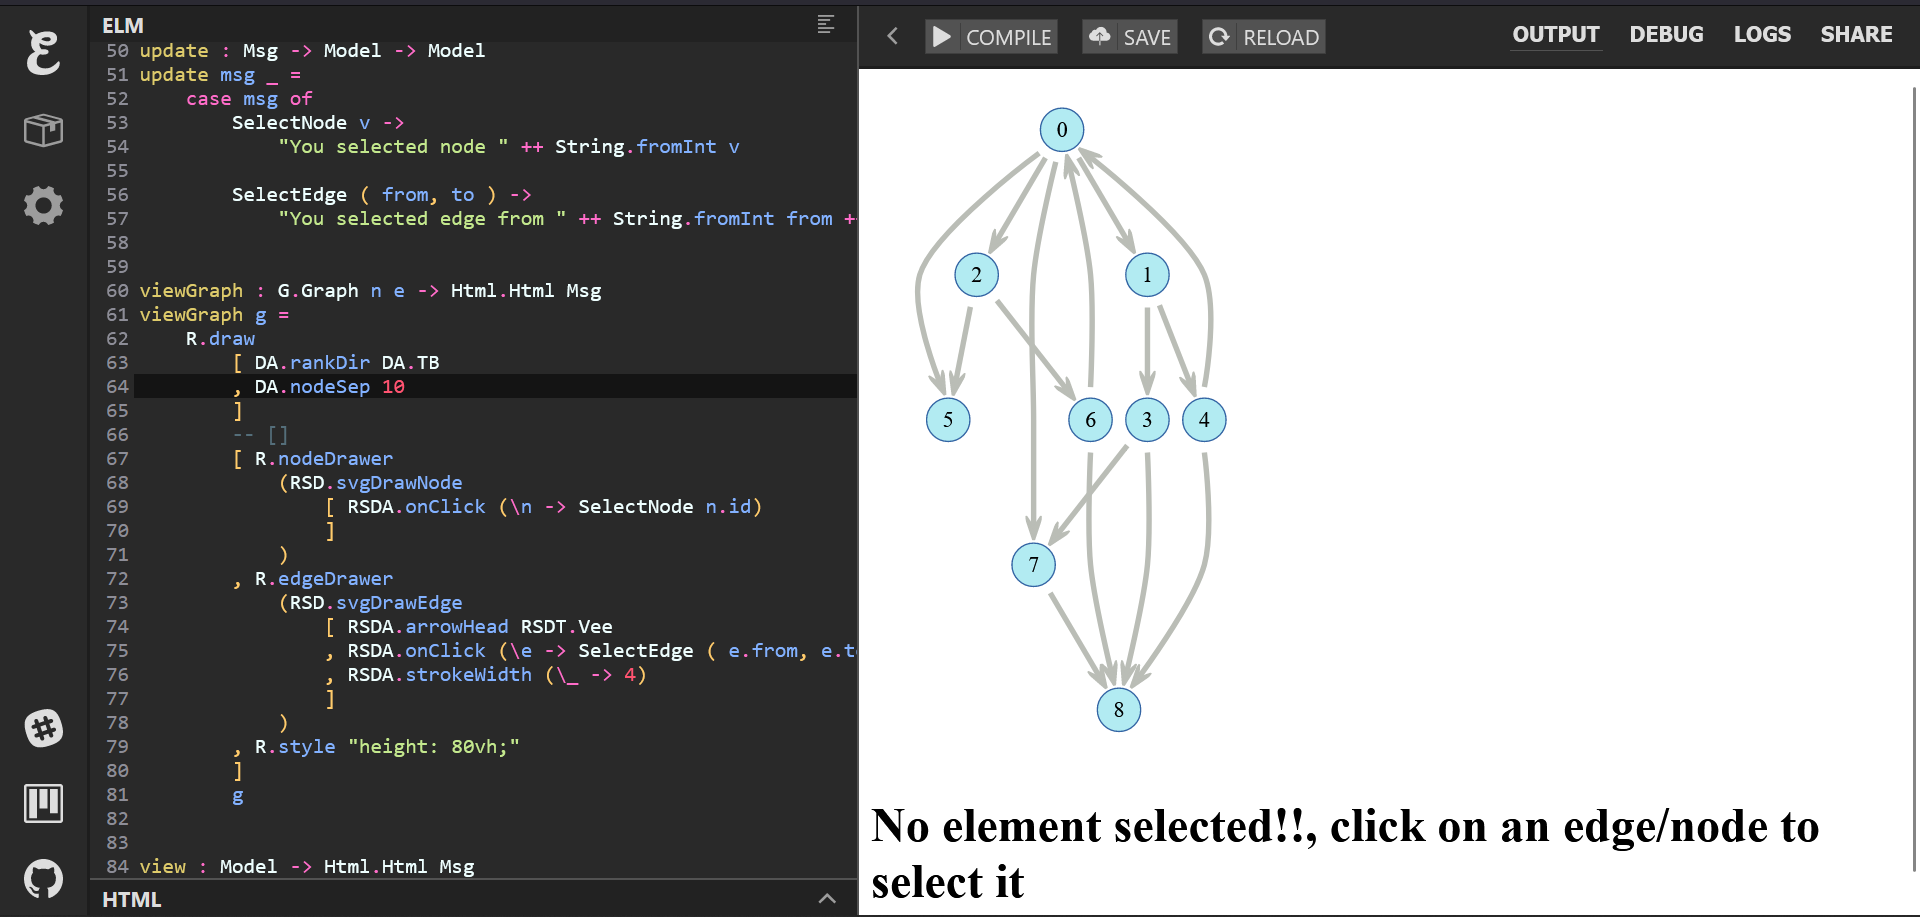 ELM
50 update : Msg -> Model -> Model
51 update msg _ =
52     case msg of
53         SelectNode v ->
54             "You selected node " ++ String.fromInt v
55
56         SelectEdge ( from, to ) ->
57             "You selected edge from " ++ String.fromInt from ++
58
59
60 viewGraph : G.Graph n e -> Html.Html Msg
61 viewGraph g =
62     R.draw
63         [ DA.rankDir DA.TB
64         , DA.nodeSep 10
65         ]
66         -- []
67         [ R.nodeDrawer
68             (RSD.svgDrawNode
69                 [ RSDA.onClick (\n -> SelectNode n.id)
70                 ]
71             )
72         , R.edgeDrawer
73             (RSD.svgDrawEdge
74                 [ RSDA.arrowHead RSDT.Vee
75                 , RSDA.onClick (\e -> SelectEdge ( e.from, e.t
76                 , RSDA.strokeWidth (\_ -> 4)
77                 ]
78             )
79         , R.style "height: 80vh;"
80         ]
81         g
82
83
84 view : Model -> Html.Html Msg
HTML
COMPILE SAVE RELOAD OUTPUT DEBUG LOGS SHARE
0
2 1
5 6 3 4
7
8
No element selected!!, click on an edge/node to
select it